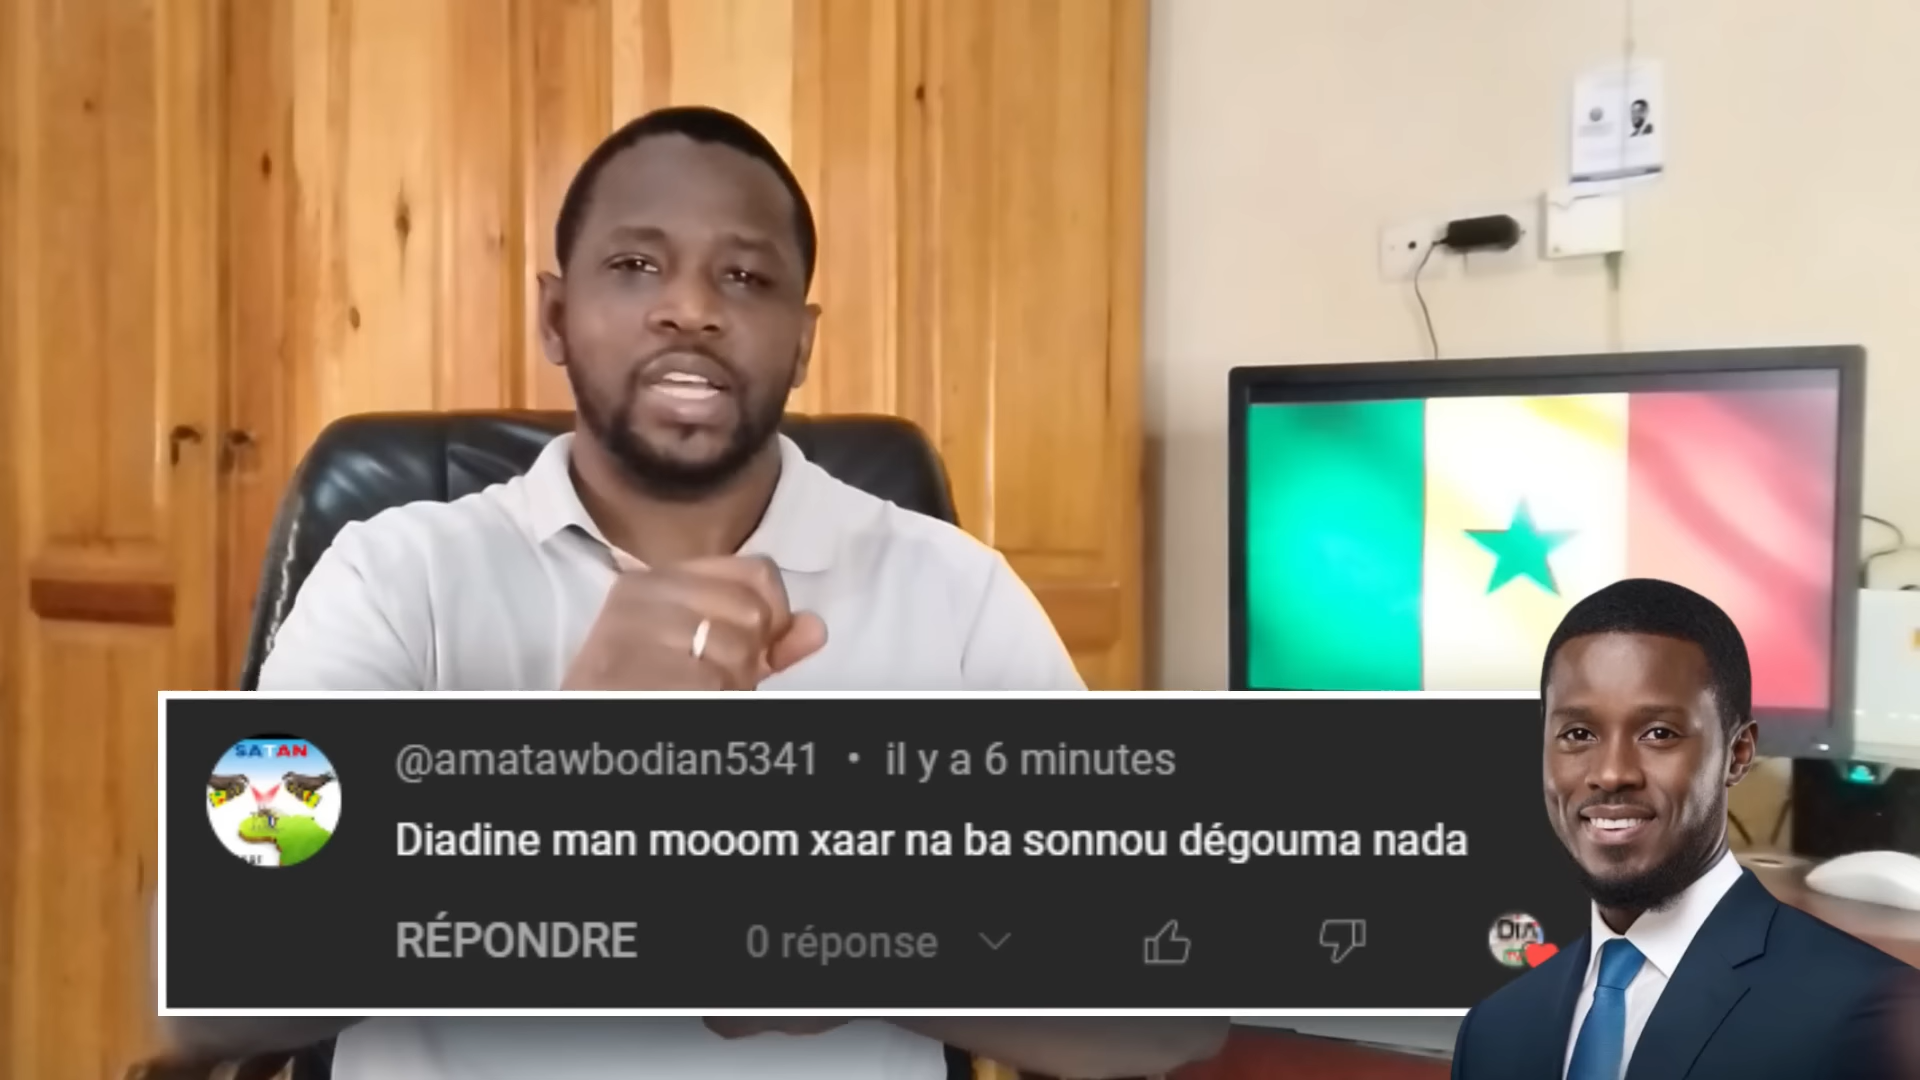 SATAN
@amatawbodian5341 • il y a 6 minutes
Diadine man mooom xaar na ba sonnou dégouma nada
RÉPONDRE 0 réponse